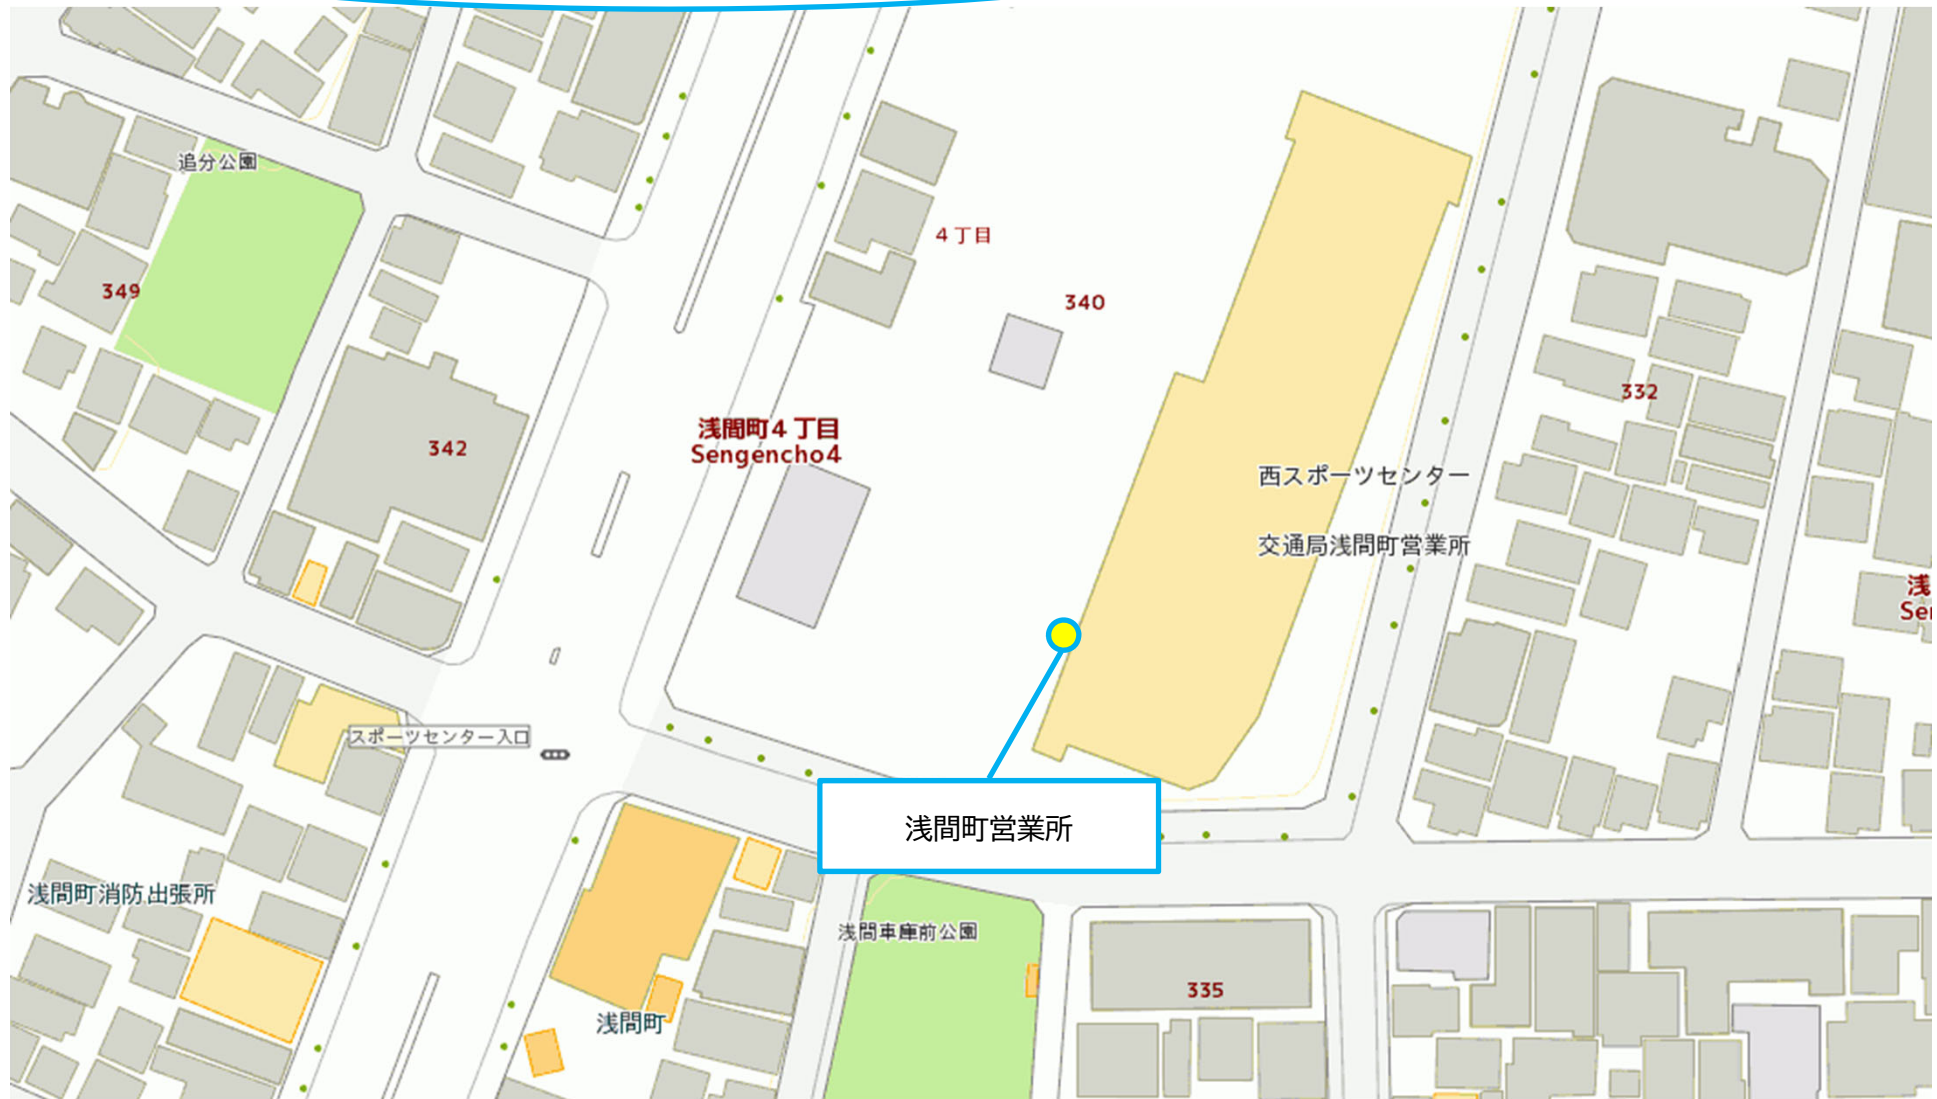 追分公園
4丁目
349
340
332
浅間町4丁目
Sengencho4
342
西スポーツセンター
交通局浅間町営業所
浅
Se
スポーツセンター入口
浅間町営業所
浅間町消防出張所
浅間車庫前公園
335
浅間町